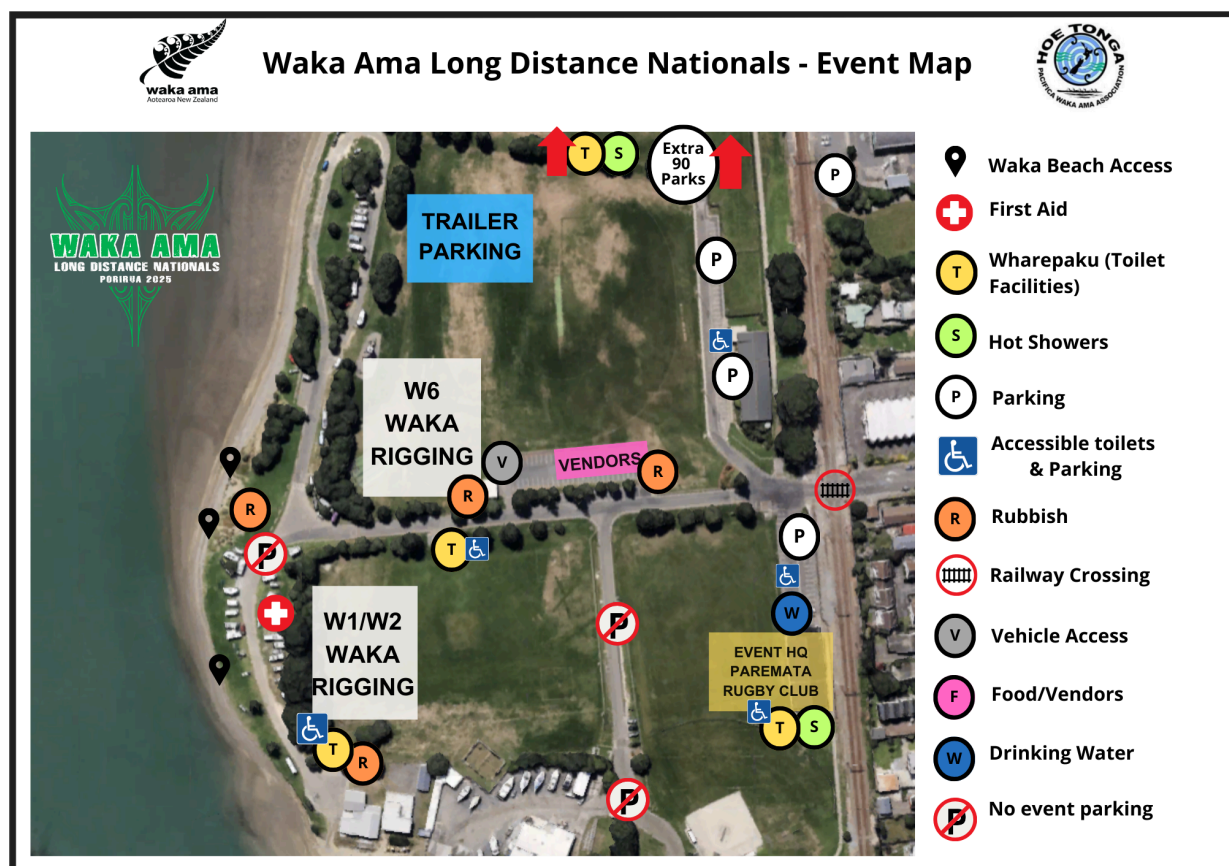 waka ama
Aotearoa New Zealand
Waka Ama Long Distance Nationals - Event Map
HOE TONGA
PACIFICA WAKA AMA ASSOCIATION
WAKA AMA
LONG DISTANCE NATIONALS
PORIRUA 2025
T
S
Extra
90
Parks
P
TRAILER
PARKING
P
P
W6
WAKA
RIGGING
V
VENDORS
R
R
R
P
T
P
W1/W2
WAKA
RIGGING
P
W
EVENT HQ
PAREMATA
RUGBY CLUB
T
S
T
R
P
Waka Beach Access
First Aid
T
Wharepaku (Toilet
Facilities)
S
Hot Showers
P
Parking
Accessible toilets
& Parking
R
Rubbish
Railway Crossing
V
Vehicle Access
F
Food/Vendors
W
Drinking Water
P
No event parking